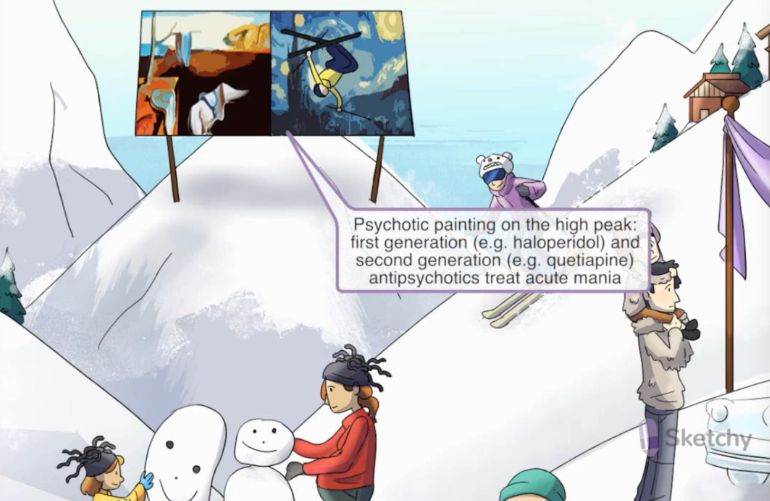 Psychotic painting on the high peak:
first generation (e.g. haloperidol) and
second generation (e.g. quetiapine)
antipsychotics treat acute mania
Sketchy